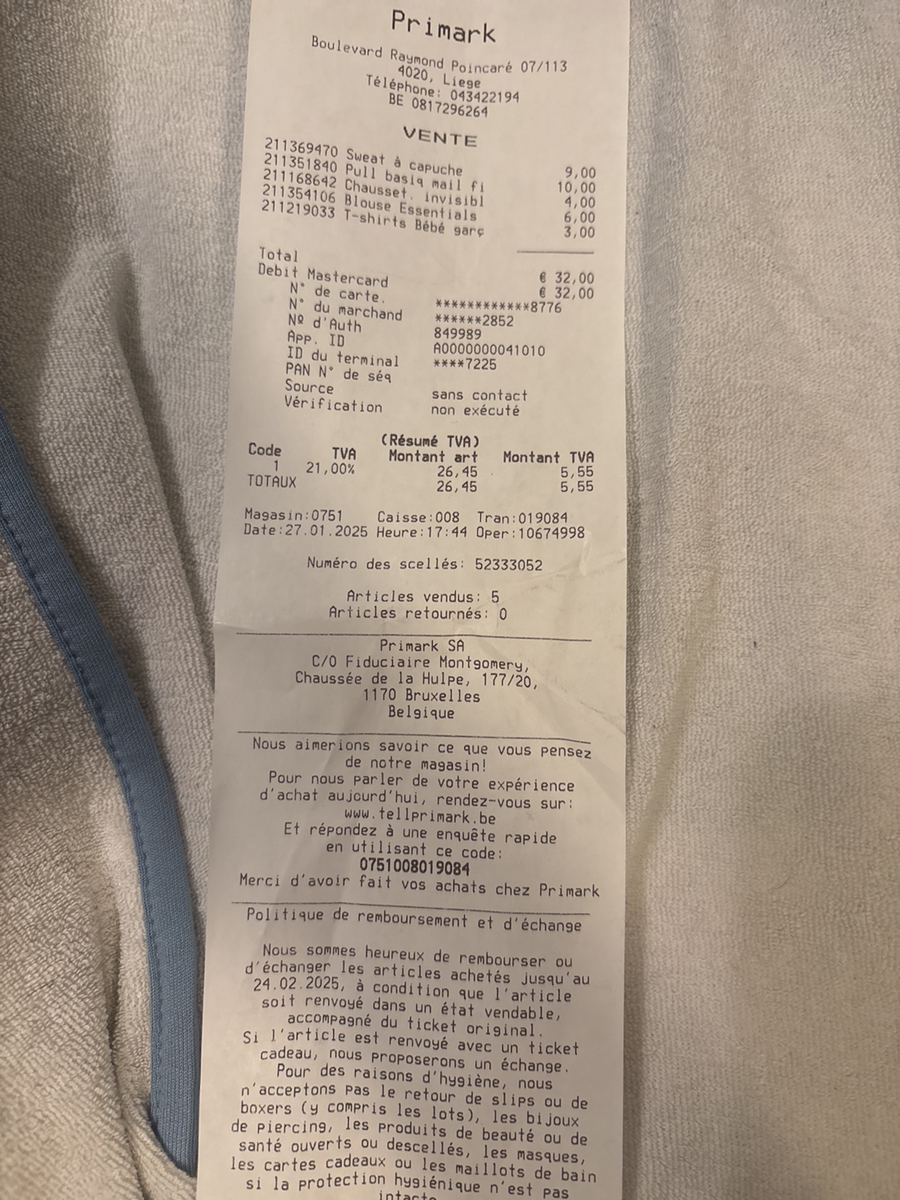 Primark
Boulevard Raymond Poincaré 07/113
4020, Liege
Téléphone: 043422194
BE 0817296264
VENTE
211369470 Sweat à capuche 9,00
211351840 Pull basiq mail fi 10,00
211168642 Chausset. invisibl 4,00
211354106 Blouse Essentials 6,00
211219033 T-shirts Bébé garç 3,00
Total € 32,00
Debit Mastercard € 32,00
N° de carte. ************8776
N° du marchand ******2852
Nº d'Auth 849989
App. ID A0000000041010
ID du terminal ****7225
PAN N° de séq
Source sans contact
Vérification non exécuté
(Résumé TVA)
Code TVA Montant art Montant TVA
1 21,00% 26,45 5,55
TOTAUX 26,45 5,55
Magasin:0751 Caisse:008 Tran:019084
Date:27.01.2025 Heure:17:44 Oper:10674998
Numéro des scellés: 52333052
Articles vendus: 5
Articles retournés: 0
Primark SA
C/O Fiduciaire Montgomery,
Chaussée de la Hulpe, 177/20,
1170 Bruxelles
Belgique
Nous aimerions savoir ce que vous pensez
de notre magasin!
Pour nous parler de votre expérience
d'achat aujourd'hui, rendez-vous sur:
www.tellprimark.be
Et répondez à une enquête rapide
en utilisant ce code:
0751008019084
Merci d'avoir fait vos achats chez Primark
Politique de remboursement et d'échange
Nous sommes heureux de rembourser ou
d'échanger les articles achetés jusqu'au
24.02.2025, à condition que l'article
soit renvoyé dans un état vendable,
accompagné du ticket original.
Si l'article est renvoyé avec un ticket
cadeau, nous proposerons un échange.
Pour des raisons d'hygiène, nous
n'acceptons pas le retour de slips ou de
boxers (y compris les lots), les bijoux
de piercing, les produits de beauté ou de
santé ouverts ou descellés, les masques,
les cartes cadeaux ou les maillots de bain
si la protection hygiénique n'est pas
intacte